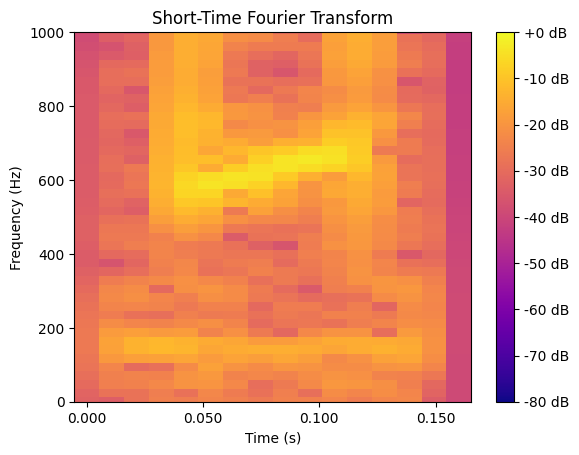 Short-Time Fourier Transform
1000
800
600
400
200
0
Frequency (Hz)
0.000
0.050
0.100
0.150
Time (s)
+0 dB
-10 dB
-20 dB
-30 dB
-40 dB
-50 dB
-60 dB
-70 dB
-80 dB